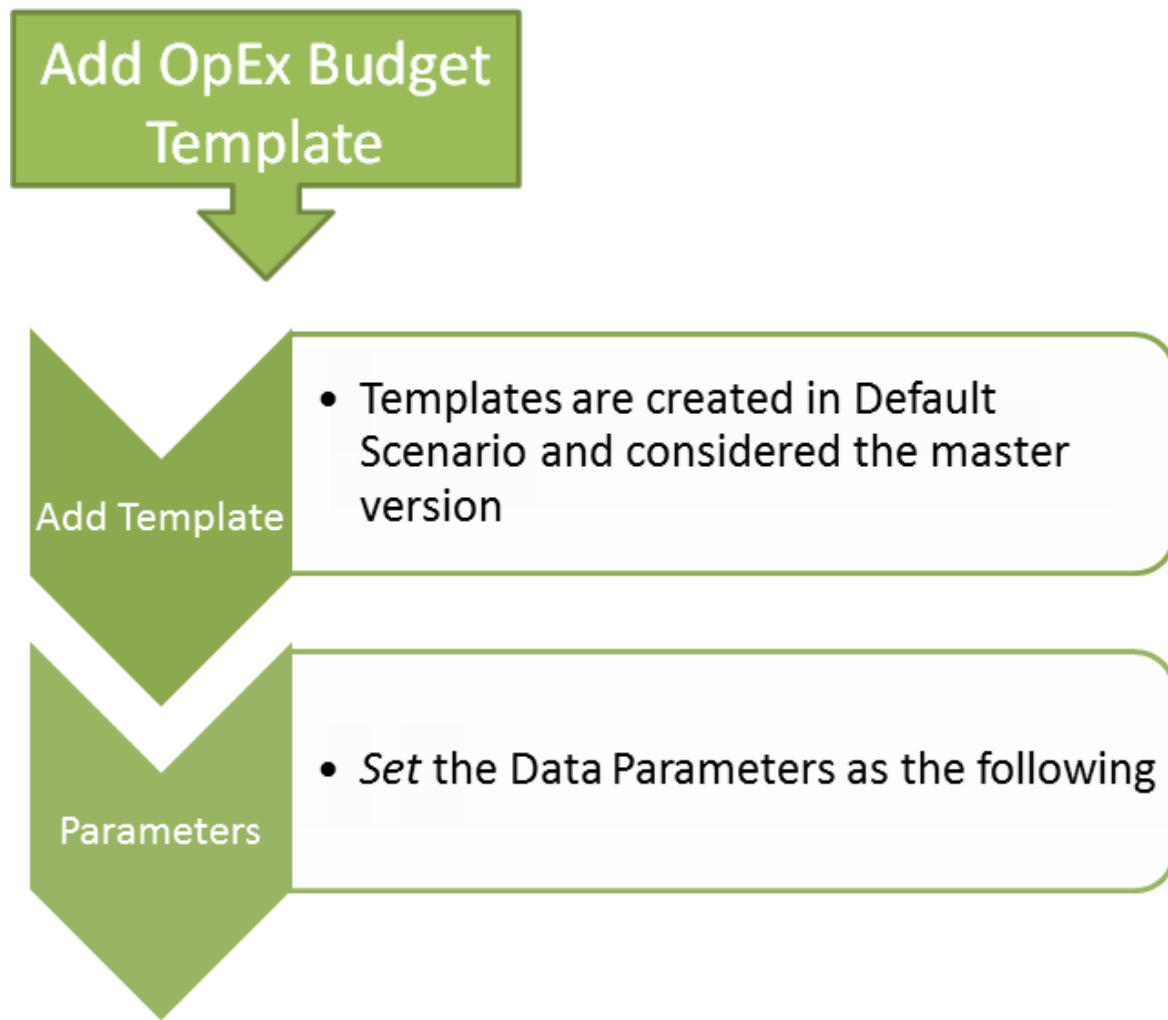 Add OpEx Budget
Template
Add Template
• Templates are created in Default
Scenario and considered the master
version
Parameters
• Set the Data Parameters as the following